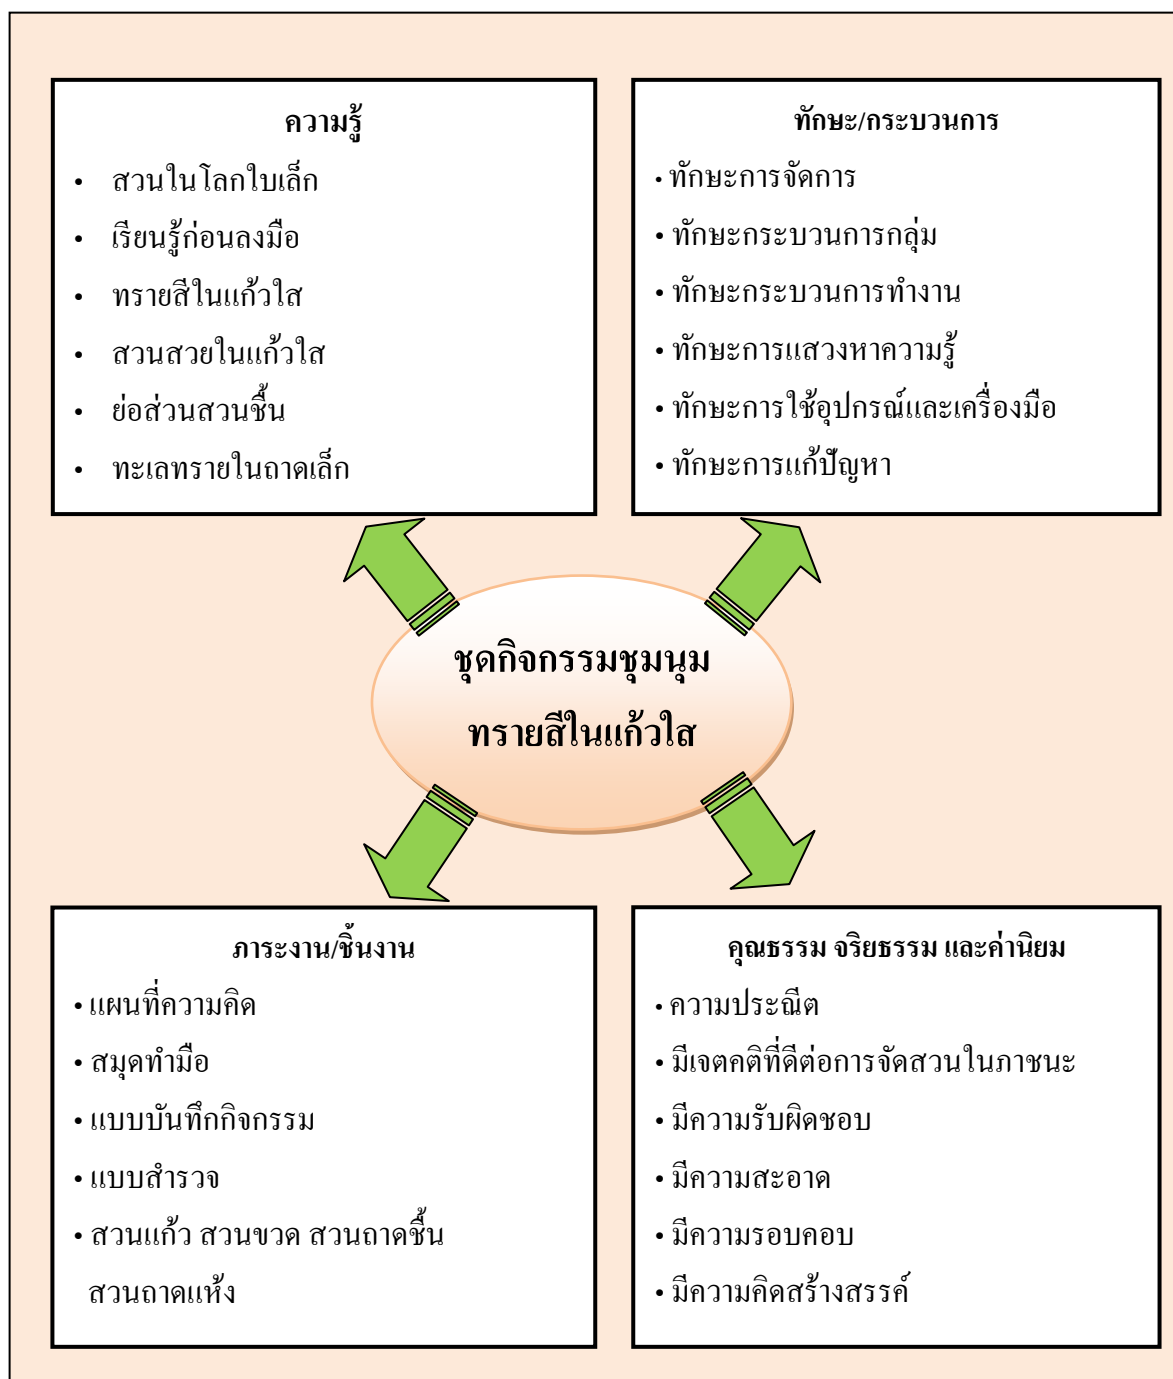 ความรู้
• สวนในโลกใบเล็ก
• เรียนรู้ก่อนลงมือ
• ทรายสีในแก้วใส
• สวนสวยในแก้วใส
• ย่อส่วนสวนชื้น
• ทะเลทรายในถาดเล็ก
ทักษะ/กระบวนการ
• ทักษะการจัดการ
• ทักษะกระบวนการกลุ่ม
• ทักษะกระบวนการทำงาน
• ทักษะการแสวงหาความรู้
• ทักษะการใช้อุปกรณ์และเครื่องมือ
• ทักษะการแก้ปัญหา
ชุดกิจกรรมชุมนุม
ทรายสีในแก้วใส
ภาระงาน/ชิ้นงาน
• แผนที่ความคิด
• สมุดทำมือ
• แบบบันทึกกิจกรรม
• แบบสำรวจ
• สวนแก้ว สวนขวด สวนถาดชื้น
สวนถาดแห้ง
คุณธรรม จริยธรรม และค่านิยม
• ความประณีต
• มีเจตคติที่ดีต่อการจัดสวนในภาชนะ
• มีความรับผิดชอบ
• มีความสะอาด
• มีความรอบคอบ
• มีความคิดสร้างสรรค์